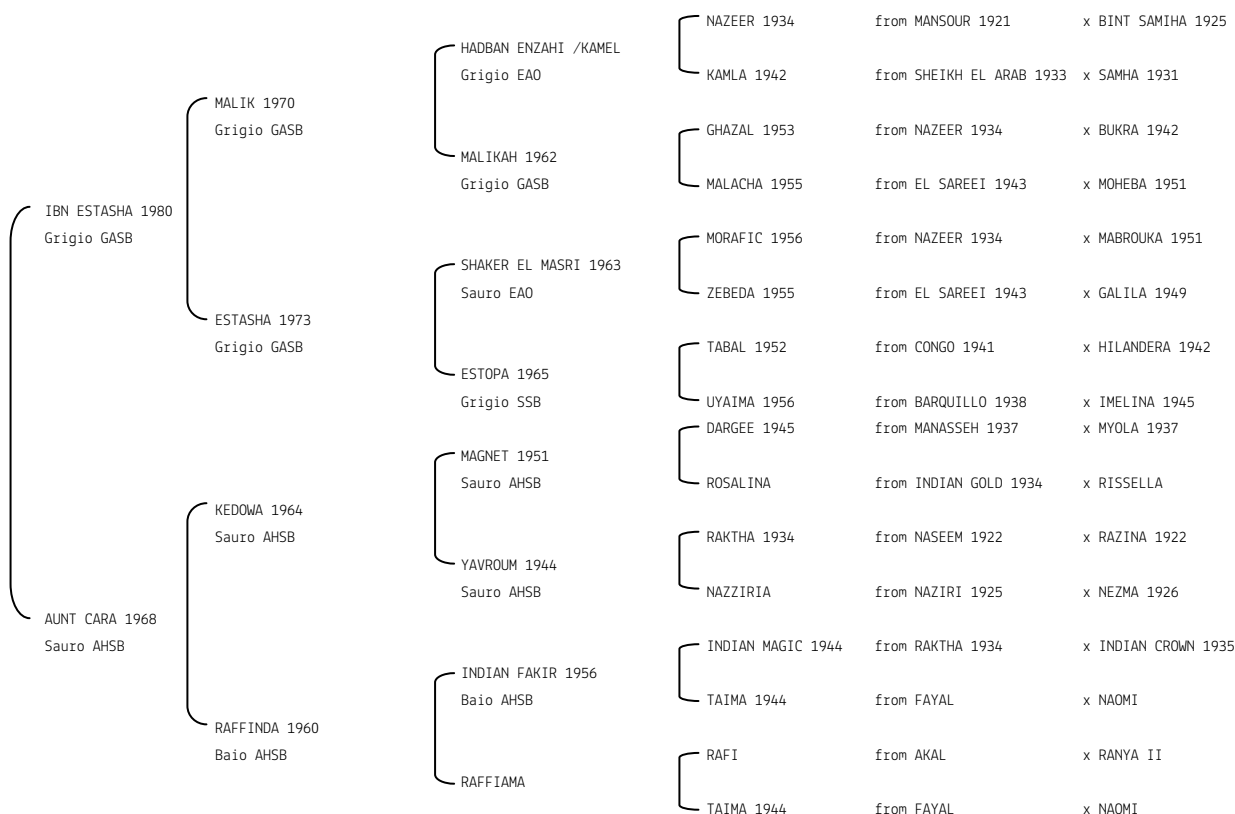 NAZEER 1934 from MANSOUR 1921 x BINT SAMIHA 1925
HADBAN ENZAHI /KAMEL
Grigio EAO
KAMLA 1942 from SHEIKH EL ARAB 1933 x SAMHA 1931
MALIK 1970
Grigio GASB
GHAZAL 1953 from NAZEER 1934 x BUKRA 1942
MALIKAH 1962
Grigio GASB
MALACHA 1955 from EL SAREEI 1943 x MOHEBA 1951
IBN ESTASHA 1980
Grigio GASB
MORAFIC 1956 from NAZEER 1934 x MABROUKA 1951
SHAKER EL MASRI 1963
Sauro EAO
ZEBEDA 1955 from EL SAREEI 1943 x GALILA 1949
ESTASHA 1973
Grigio GASB
TABAL 1952 from CONGO 1941 x HILANDERA 1942
ESTOPA 1965
Grigio SSB
UYAIMA 1956 from BARQUILLO 1938 x IMELINA 1945
DARGEE 1945 from MANASSEH 1937 x MYOLA 1937
MAGNET 1951
Sauro AHSB
ROSALINA from INDIAN GOLD 1934 x RISSELLA
KEDOWA 1964
Sauro AHSB
RAKTHA 1934 from NASEEM 1922 x RAZINA 1922
YAVROUM 1944
Sauro AHSB
NAZZIRIA from NAZIRI 1925 x NEZMA 1926
AUNT CARA 1968
Sauro AHSB
INDIAN MAGIC 1944 from RAKTHA 1934 x INDIAN CROWN 1935
INDIAN FAKIR 1956
Baio AHSB
TAIMA 1944 from FAYAL x NAOMI
RAFFINDA 1960
Baio AHSB
RAFI from AKAL x RANYA II
RAFFIAMA
TAIMA 1944 from FAYAL x NAOMI